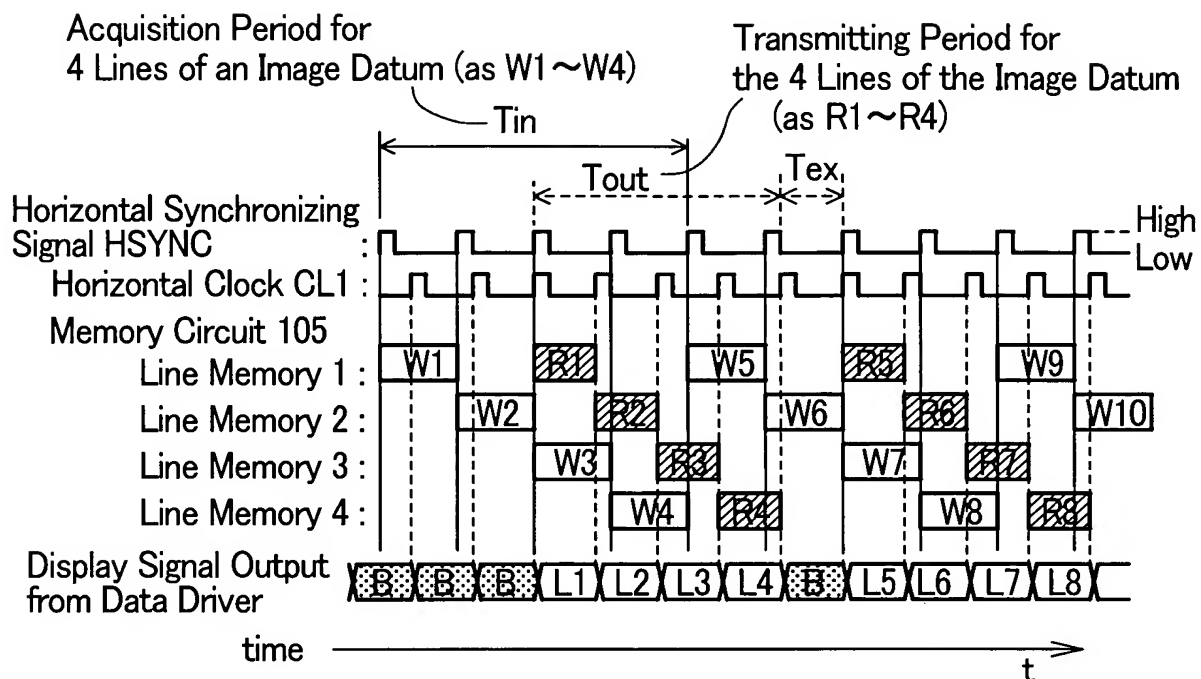 Acquisition Period for
4 Lines of an Image Datum (as W1～W4)
Transmitting Period for
the 4 Lines of the Image Datum
(as R1～R4)
Tin
Tout
Tex
Horizontal Synchronizing
Signal HSYNC :
High
Low
Horizontal Clock CL1 :
Memory Circuit 105
Line Memory 1 : W1 R1 W5 R5 W9
Line Memory 2 : W2 R2 W6 R6 W10
Line Memory 3 : W3 R3 W7 R7
Line Memory 4 : W4 R4 W8 R8
Display Signal Output
from Data Driver
B B B L1 L2 L3 L4 B L5 L6 L7 L8
time
t